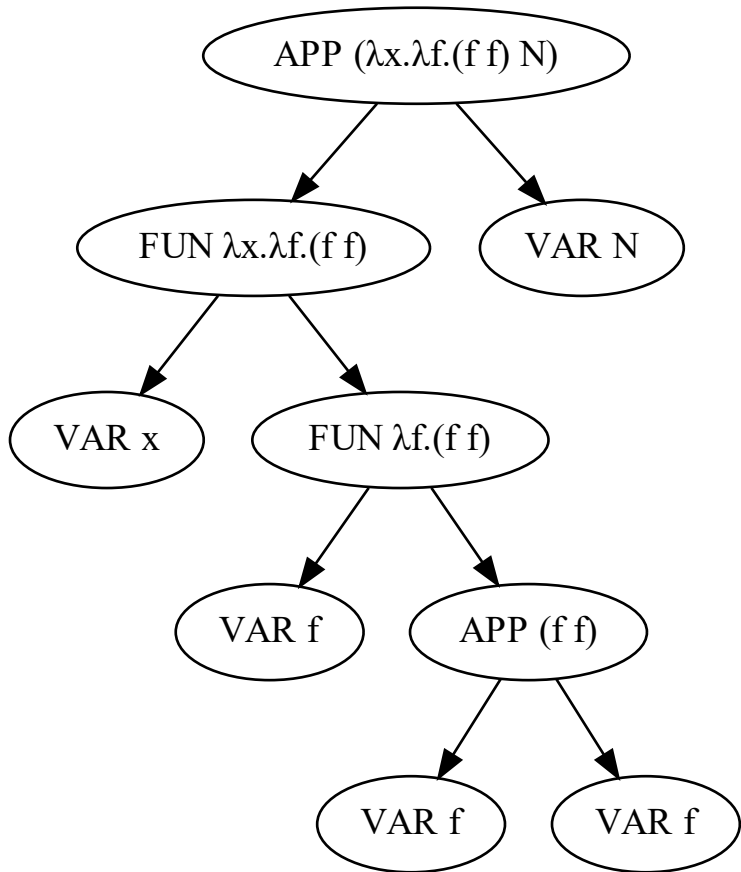 APP (λx.λf.(f f) N)
FUN λx.λf.(f f)
VAR N
VAR x
FUN λf.(f f)
VAR f
APP (f f)
VAR f
VAR f